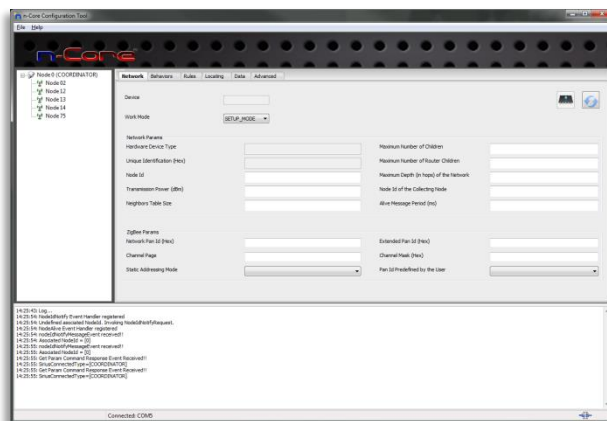 n-Core Configuration Tool
File Help
n-Core
Node 0 (COORDINATOR)
Node 02
Node 12
Node 13
Node 14
Node 75
Network Behaviors Rules Locating Data Advanced
Device
Work Mode SETUP_MODE
Network Params
Hardware Device Type Maximum Number of Children
Unique Identification (Hex) Maximum Number of Router Children
Node Id Maximum Depth (in hops) of the Network
Transmission Power (dBm) Node Id of the Collecting Node
Neighbors Table Size Alive Message Period (ms)
ZigBee Params
Network Pan Id (Hex) Extended Pan Id (Hex)
Channel Page Channel Mask (Hex)
Static Addressing Mode Pan Id Predefined by the User
14:25:45: Log...
14:25:54: NodeIdNotify Event Handler registered
14:25:54: Undefined associated NodeId. Invoking NodeIdNotifyRequest.
14:25:54: NodeAlive Event Handler registered
14:25:54: nodeIdNotifyMessageEvent received!!
14:25:54: Associated NodeId = [0]
14:25:55: nodeIdNotifyMessageEvent received!!
14:25:55: Associated NodeId = [0]
14:25:55: Get Param Command Response Event Received!!
14:25:55: SiriusConnectedType=[COORDINATOR]
14:25:55: Get Param Command Response Event Received!!
14:25:55: SiriusConnectedType=[COORDINATOR]
Connected: COM5